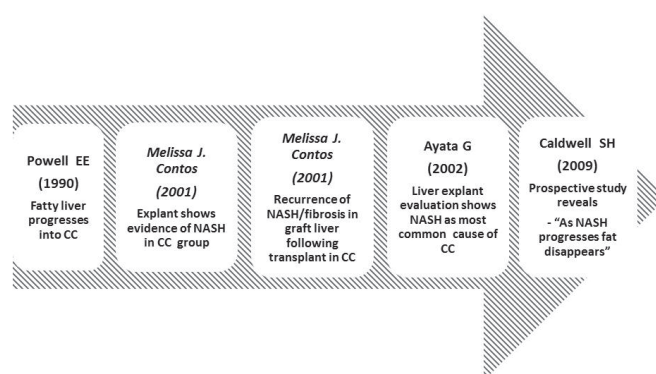 Powell EE
(1990)
Fatty liver
progresses
into CC
Melissa J.
Contos
(2001)
Explant shows
evidence of NASH
in CC group
Melissa J.
Contos
(2001)
Recurrence of
NASH/fibrosis in
graft liver
following
transplant in CC
Ayata G
(2002)
Liver explant
evaluation shows
NASH as most
common cause of
CC
Caldwell SH
(2009)
Prospective study
reveals
- “As NASH
progresses fat
disappears”